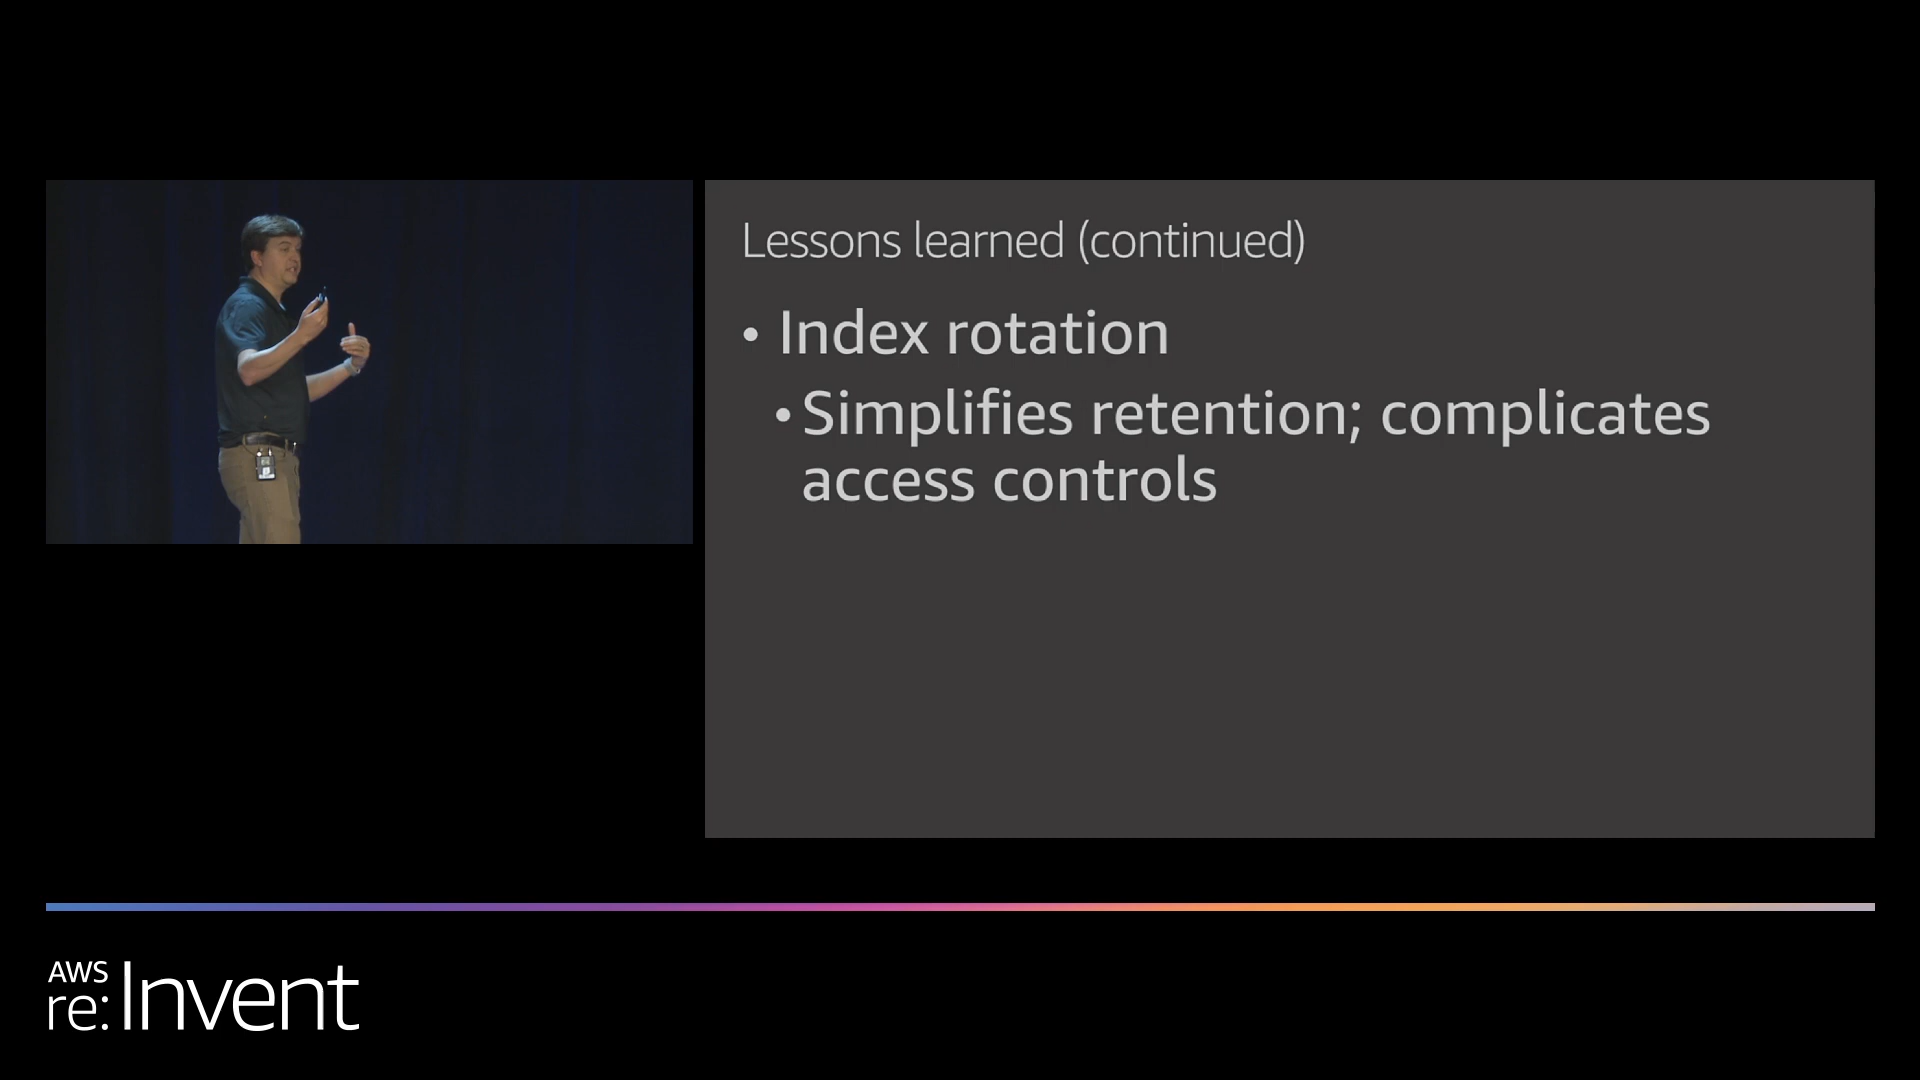 Lessons learned (continued)
• Index rotation
• Simplifies retention; complicates
access controls
AWS
re:Invent